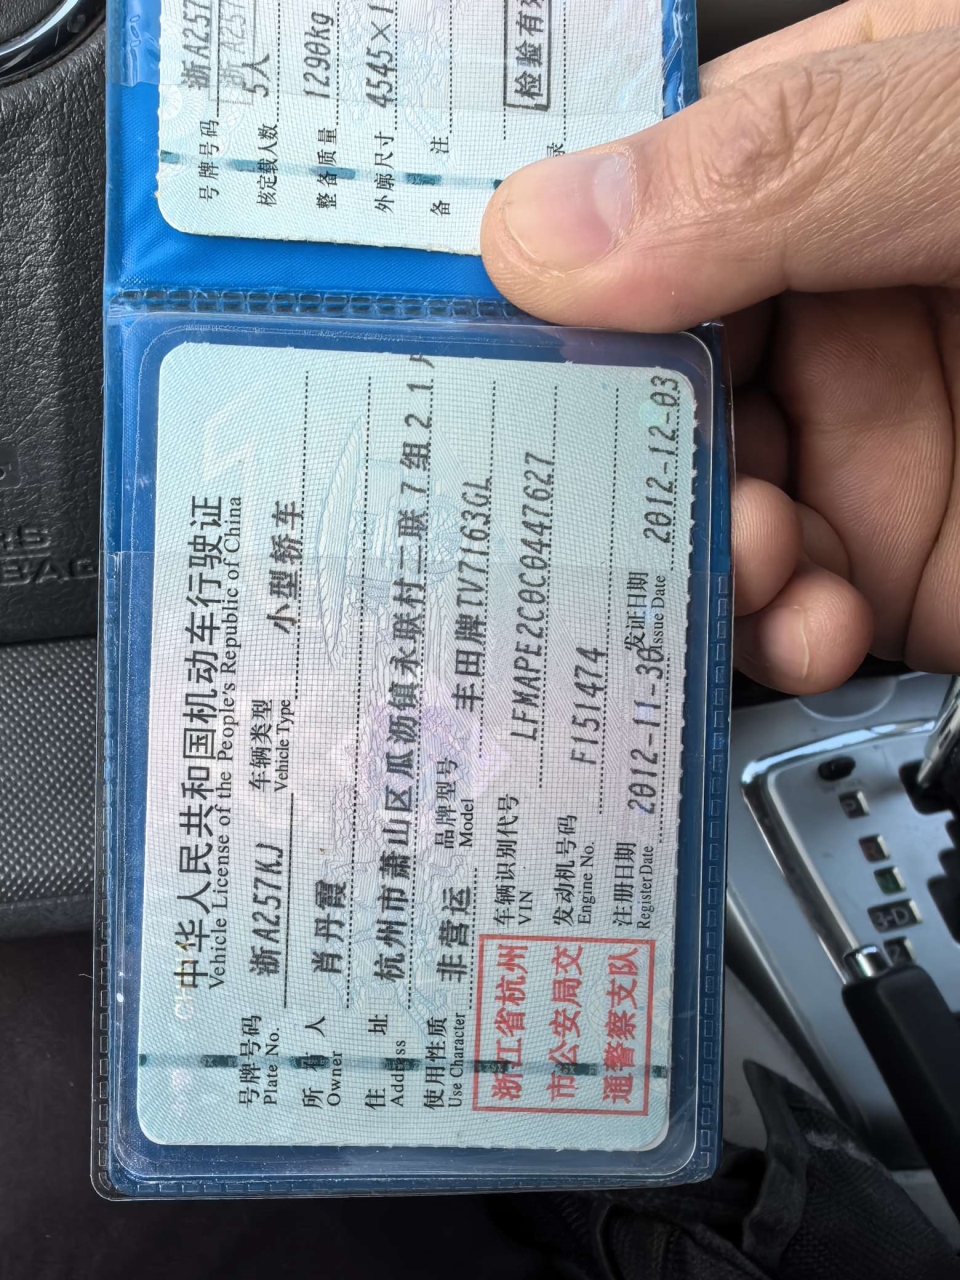 中华人民共和国机动车行驶证
Vehicle License of the People's Republic of China
号牌号码 浙A257KJ 车辆类型 小型轿车
Plate No. Vehicle Type
所有人 肖丹霞
Owner
住址 杭州市萧山区瓜沥镇永联村二联7组21
Address
使用性质 非营运 品牌型号 丰田牌TV7163GL
Use Character Model
浙江省杭州
市公安局交
通警察支队
车辆识别代号 LFMAPE2C0C0447627
VIN
发动机号码 F151474
Engine No.
注册日期 2012-11-30 发证日期 2012-12-03
Register Date Issue Date
号牌号码 浙A257
核定载人数 5人
整备质量 1290kg
外廓尺寸 4545×1
备注
录
检验有效